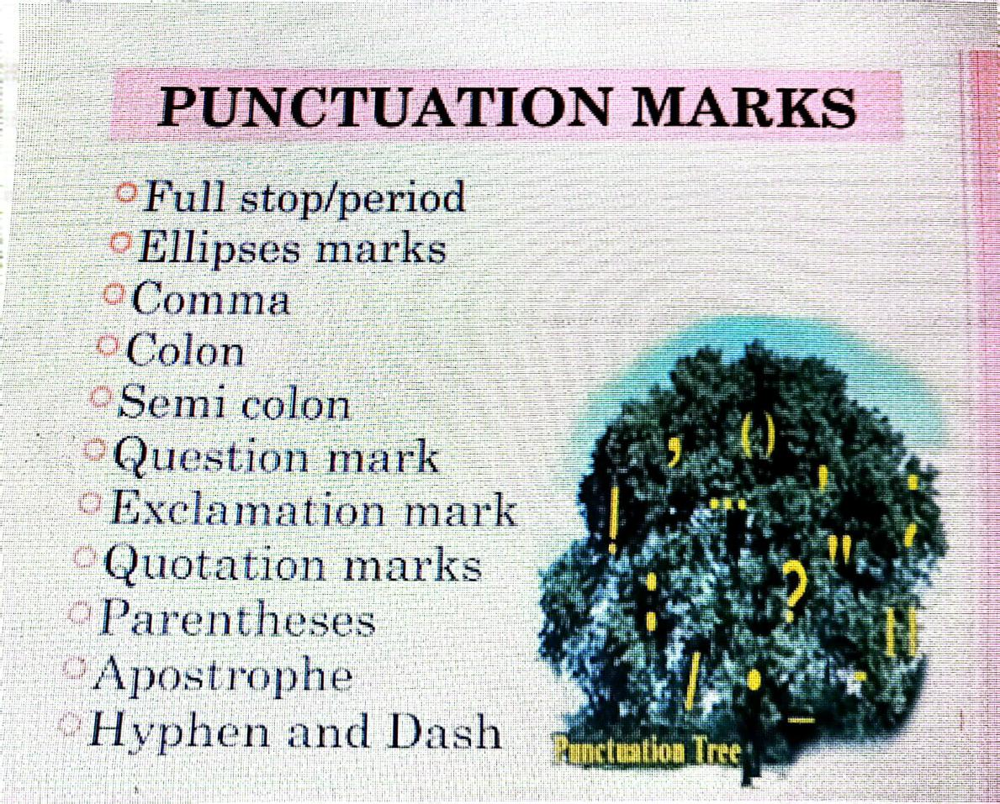 PUNCTUATION MARKS
Full stop/period
Ellipses marks
Comma
Colon
Semi colon
Question mark
Exclamation mark
Quotation marks
Parentheses
Apostrophe
Hyphen and Dash
, ()
' ;
! ...
"
: ?
[]
/ . -
–
Punctuation Tree